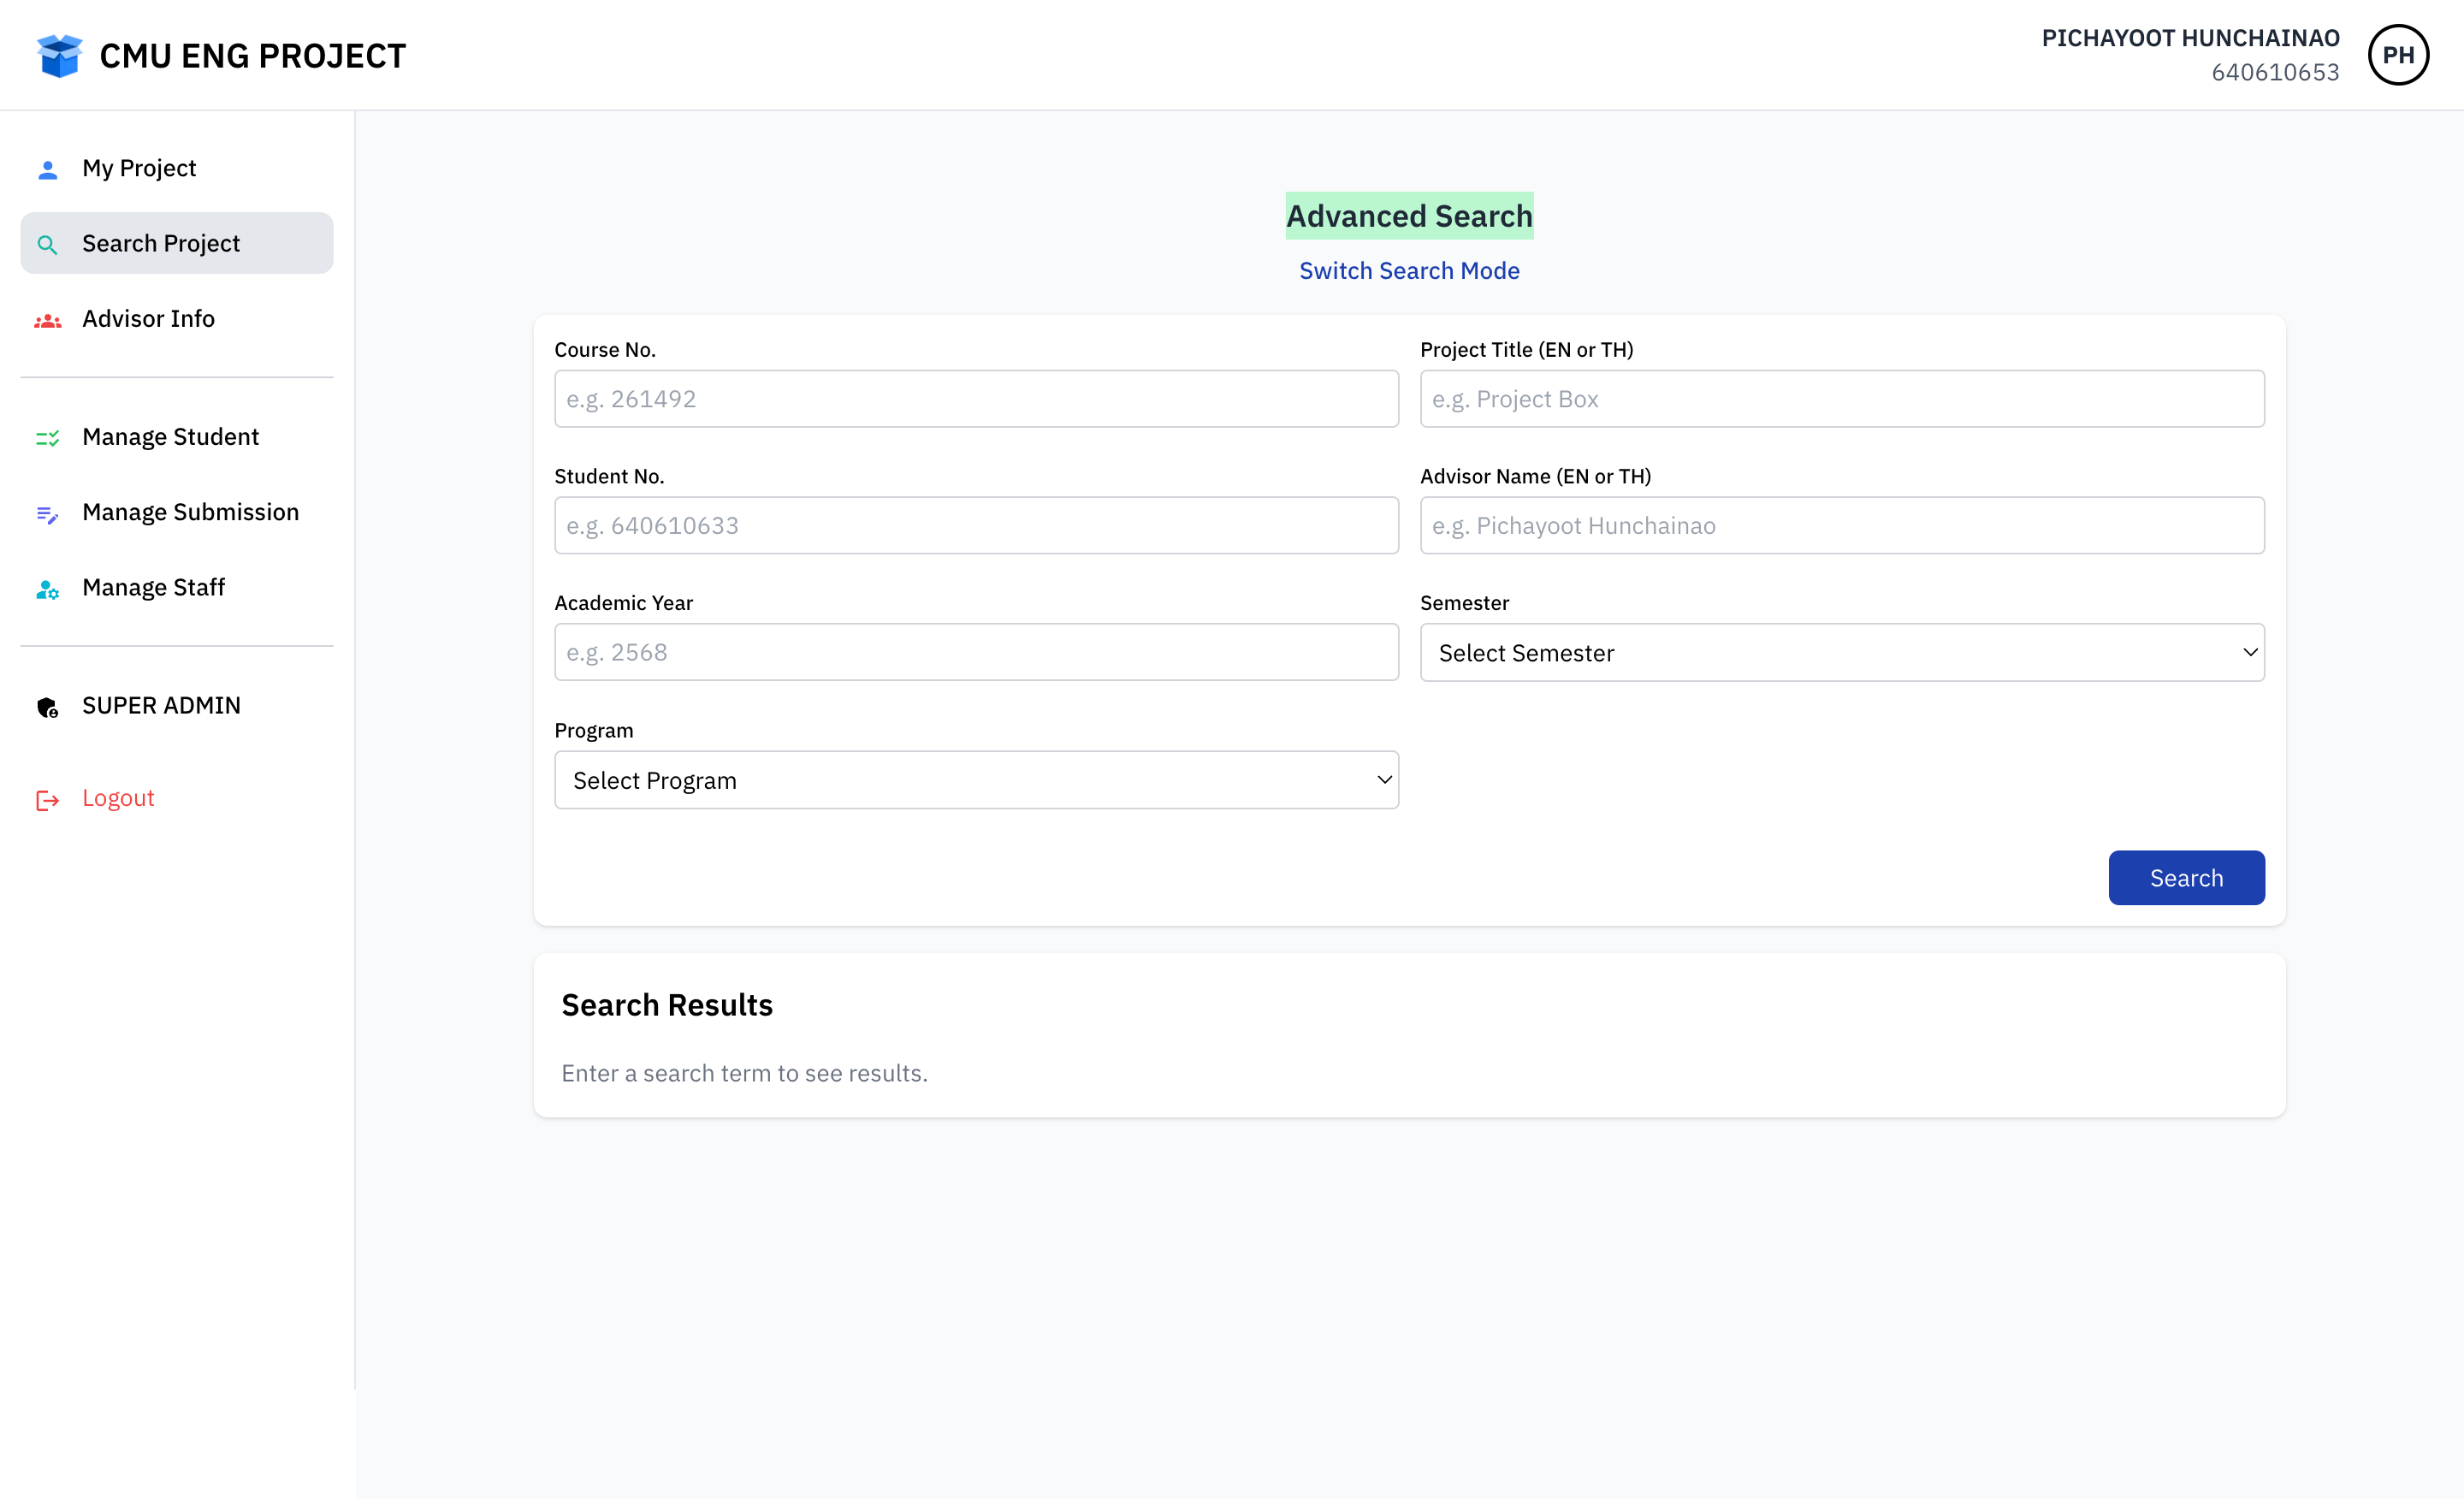 CMU ENG PROJECT
PICHAYOOT HUNCHAINAO
640610653
PH
My Project
Search Project
Advisor Info
Manage Student
Manage Submission
Manage Staff
SUPER ADMIN
Logout
Advanced Search
Switch Search Mode
Course No.
e.g. 261492
Project Title (EN or TH)
e.g. Project Box
Student No.
e.g. 640610633
Advisor Name (EN or TH)
e.g. Pichayoot Hunchainao
Academic Year
e.g. 2568
Semester
Select Semester
Program
Select Program
Search
Search Results
Enter a search term to see results.